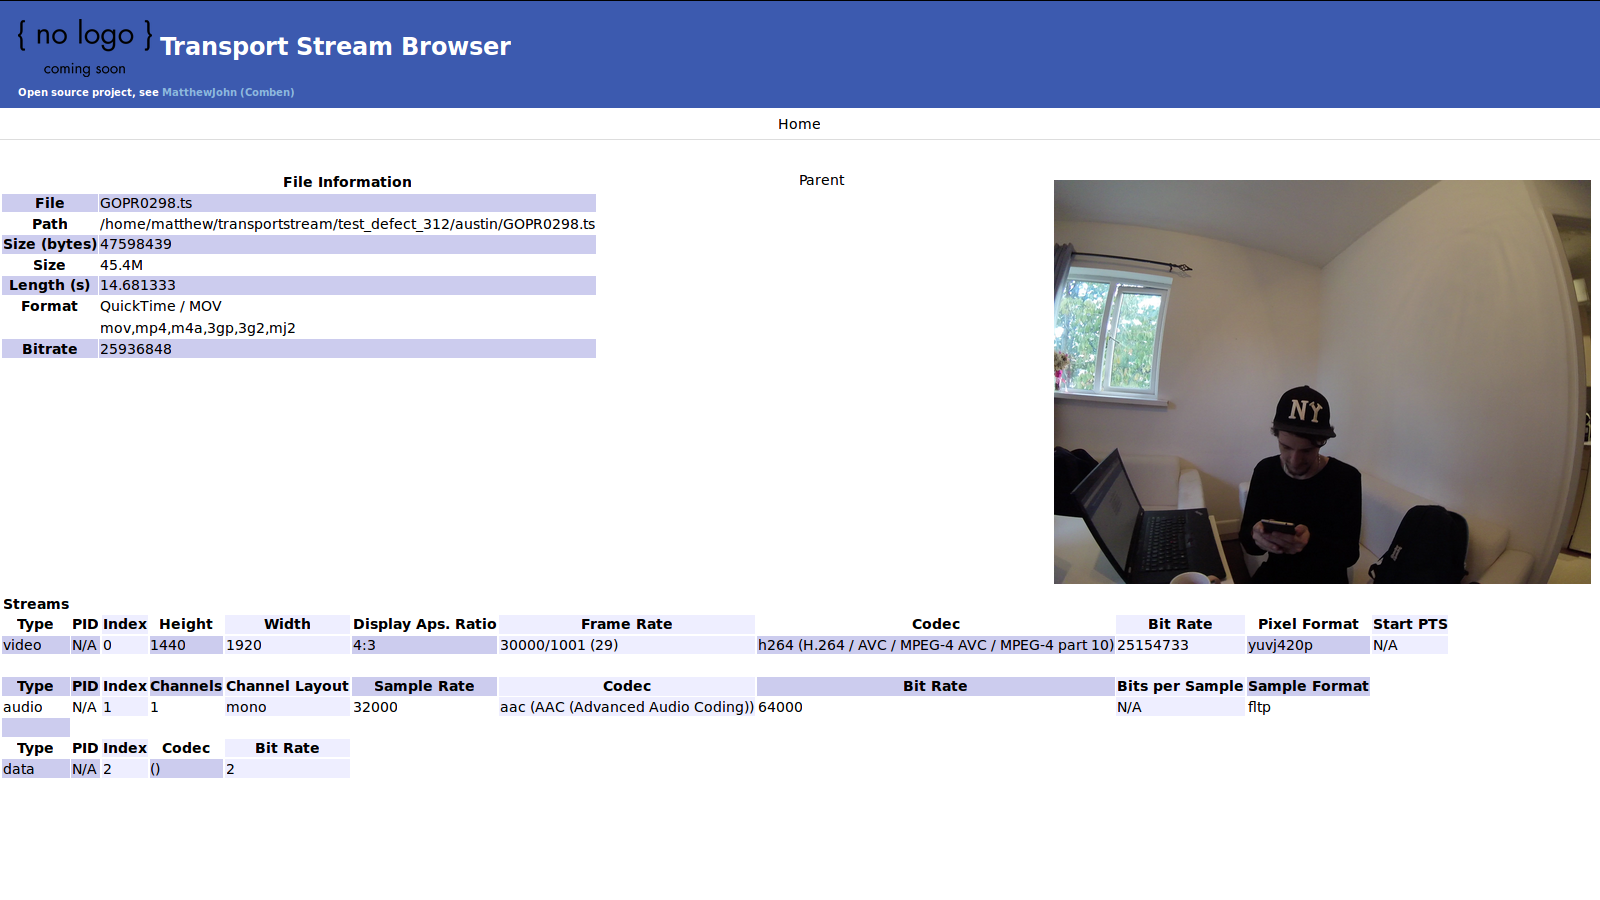 { no logo }
coming soon
Transport Stream Browser
Open source project, see MatthewJohn (Comben)
Home
File Information
File GOPR0298.ts
Path /home/matthew/transportstream/test_defect_312/austin/GOPR0298.ts
Size (bytes) 47598439
Size 45.4M
Length (s) 14.681333
Format QuickTime / MOV
mov,mp4,m4a,3gp,3g2,mj2
Bitrate 25936848
Parent
NY
Streams
Type PID Index Height Width Display Aps. Ratio Frame Rate Codec Bit Rate Pixel Format Start PTS
video N/A 0 1440 1920 4:3 30000/1001 (29) h264 (H.264 / AVC / MPEG-4 AVC / MPEG-4 part 10) 25154733 yuvj420p N/A
Type PID Index Channels Channel Layout Sample Rate Codec Bit Rate Bits per Sample Sample Format
audio N/A 1 1 mono 32000 aac (AAC (Advanced Audio Coding)) 64000 N/A fltp
Type PID Index Codec Bit Rate
data N/A 2 () 2